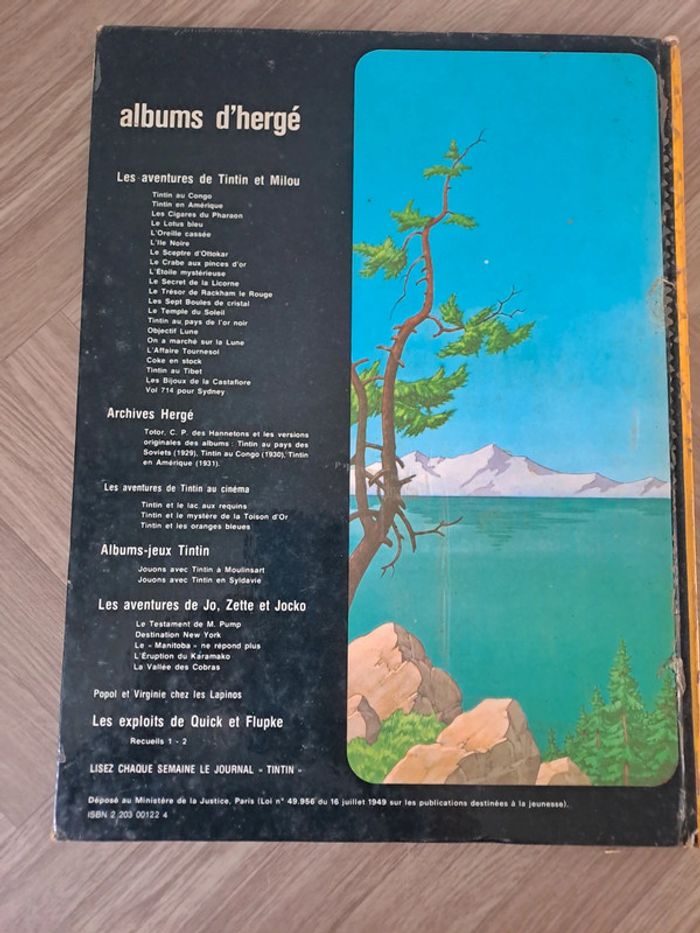 albums d'hergé
Les aventures de Tintin et Milou
Tintin au Congo
Tintin en Amérique
Les Cigares du Pharaon
Le Lotus bleu
L'Oreille cassée
L'Ile Noire
Le Sceptre d'Ottokar
Le Crabe aux pinces d'or
L'Étoile mystérieuse
Le Secret de la Licorne
Le Trésor de Rackham le Rouge
Les Sept Boules de cristal
Le Temple du Soleil
Tintin au pays de l'or noir
Objectif Lune
On a marché sur la Lune
L'Affaire Tournesol
Coke en stock
Tintin au Tibet
Les Bijoux de la Castafiore
Vol 714 pour Sydney
Archives Hergé
Totor, C. P. des Hannetons et les versions
originales des albums : Tintin au pays des
Soviets (1929), Tintin au Congo (1930), Tintin
en Amérique (1931).
Les aventures de Tintin au cinéma
Tintin et le lac aux requins
Tintin et le mystère de la Toison d'Or
Tintin et les oranges bleues
Albums-jeux Tintin
Jouons avec Tintin à Moulinsart
Jouons avec Tintin en Syldavie
Les aventures de Jo, Zette et Jocko
Le Testament de M. Pump
Destination New York
Le « Manitoba » ne répond plus
L'Éruption du Karamako
La Vallée des Cobras
Popol et Virginie chez les Lapinos
Les exploits de Quick et Flupke
Recueils 1 - 2
LISEZ CHAQUE SEMAINE LE JOURNAL « TINTIN »
Déposé au Ministère de la Justice, Paris (Loi n° 49.956 du 16 juillet 1949 sur les publications destinées à la jeunesse).
ISBN 2 203 00122 4